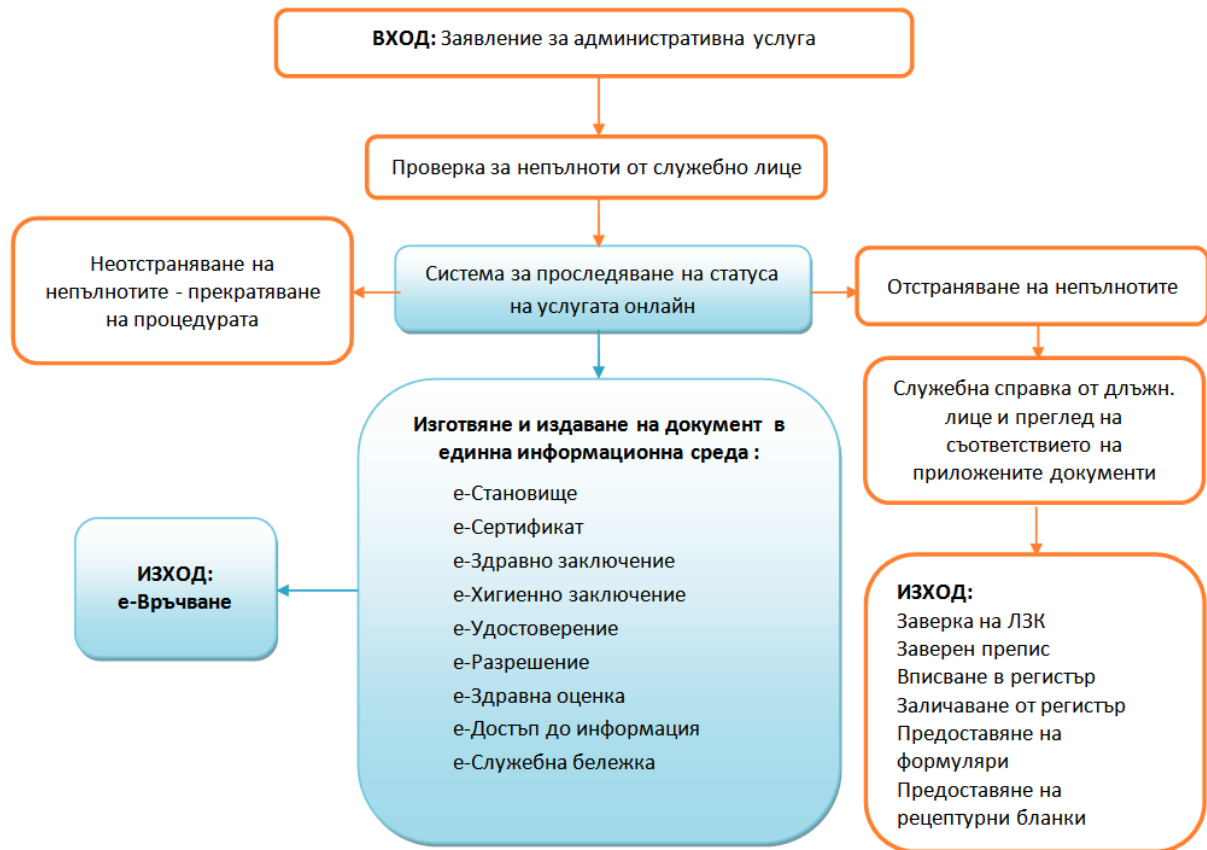 ВХОД: Заявление за административна услуга
Проверка за непълноти от служебно лице
Неотстраняване на
непълнотите - прекратяване
на процедурата
Система за проследяване на статуса
на услугата онлайн
Отстраняване на непълнотите
Служебна справка от длъжн.
лице и преглед на
съответствието на
приложените документи
Изготвяне и издаване на документ в
единна информационна среда :
е-Становище
е-Сертификат
е-Здравно заключение
е-Хигиенно заключение
е-Удостоверение
е-Разрешение
е-Здравна оценка
е-Достъп до информация
е-Служебна бележка
ИЗХОД:
е-Връчване
ИЗХОД:
Заверка на ЛЗК
Заверен препис
Вписване в регистър
Заличаване от регистър
Предоставяне на
формуляри
Предоставяне на
рецептурни бланки